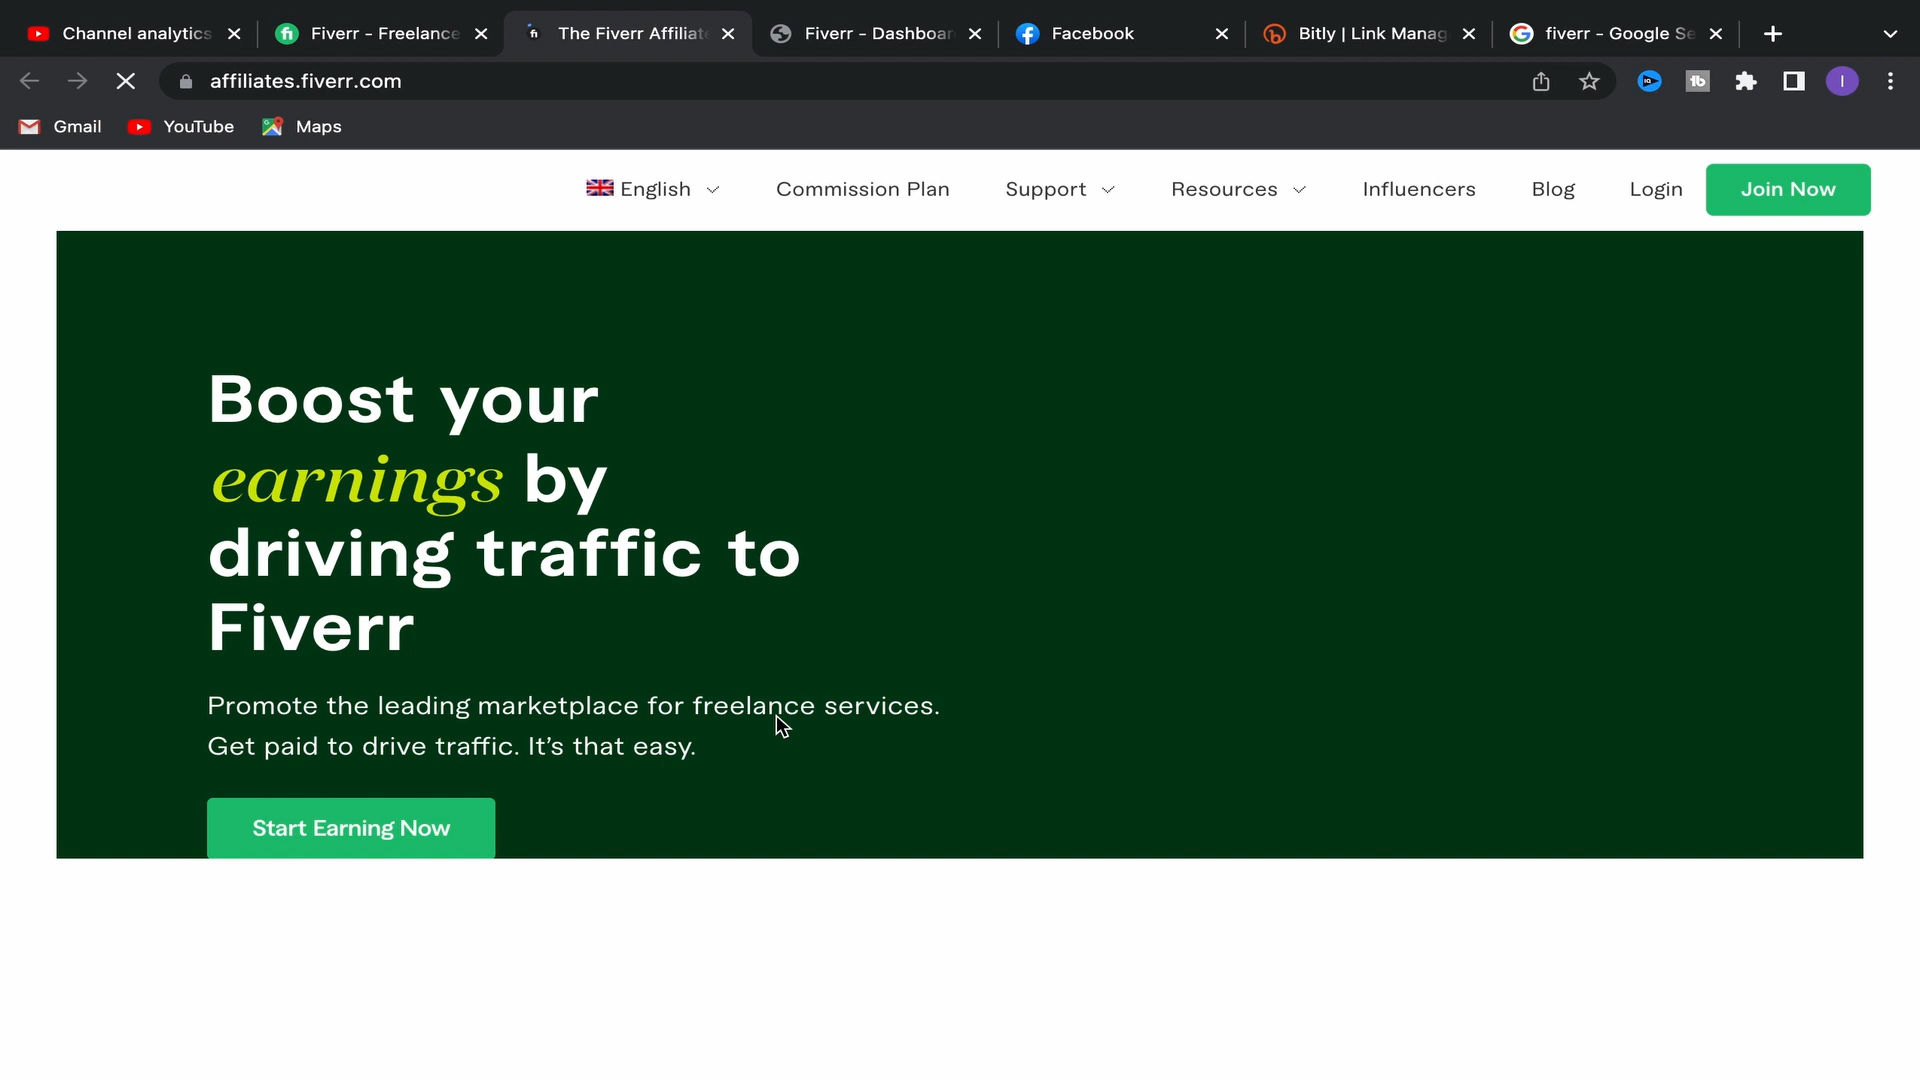 Channel analytics
Fiverr - Freelance
The Fiverr Affiliate
Fiverr - Dashboar
Facebook
Bitly | Link Manag
fiverr - Google Se
affiliates.fiverr.com
Gmail
YouTube
Maps
English
Commission Plan
Support
Resources
Influencers
Blog
Login
Join Now
Boost your
earnings by
driving traffic to
Fiverr
Promote the leading marketplace for freelance services.
Get paid to drive traffic. It's that easy.
Start Earning Now